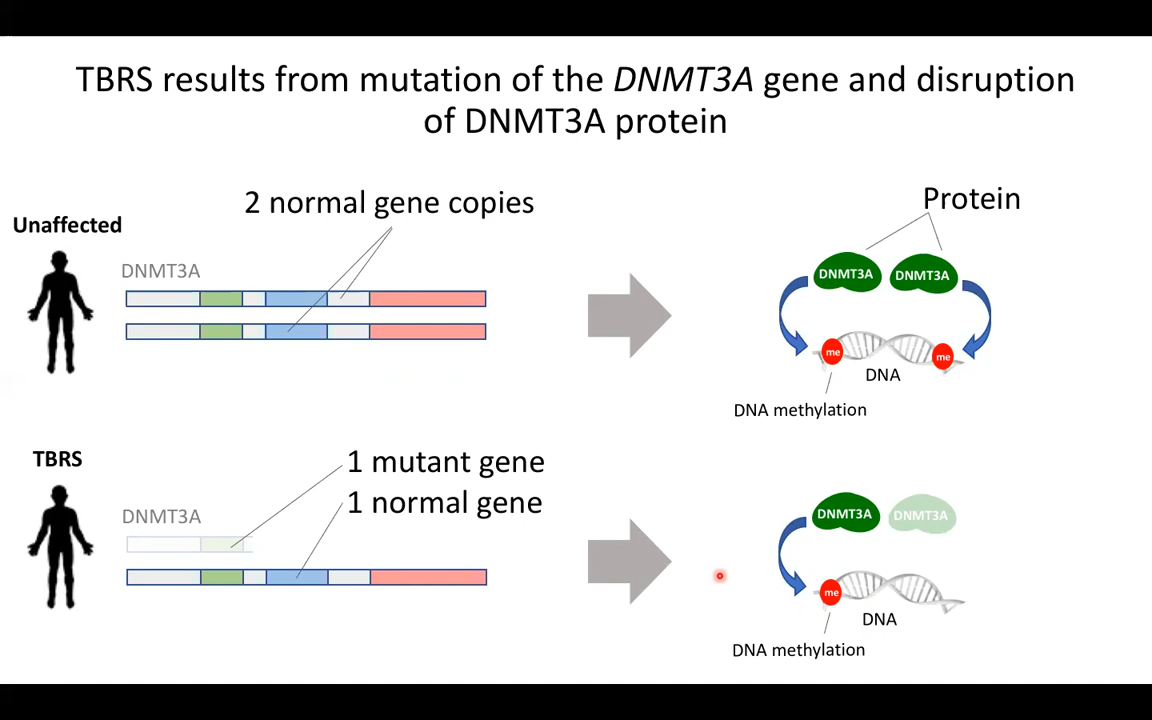 TBRS results from mutation of the DNMT3A gene and disruption
of DNMT3A protein
2 normal gene copies
Protein
Unaffected
DNMT3A
DNMT3A
DNMT3A
me
me
DNA
DNA methylation
TBRS
1 mutant gene
1 normal gene
DNMT3A
DNMT3A
DNMT3A
me
DNA
DNA methylation